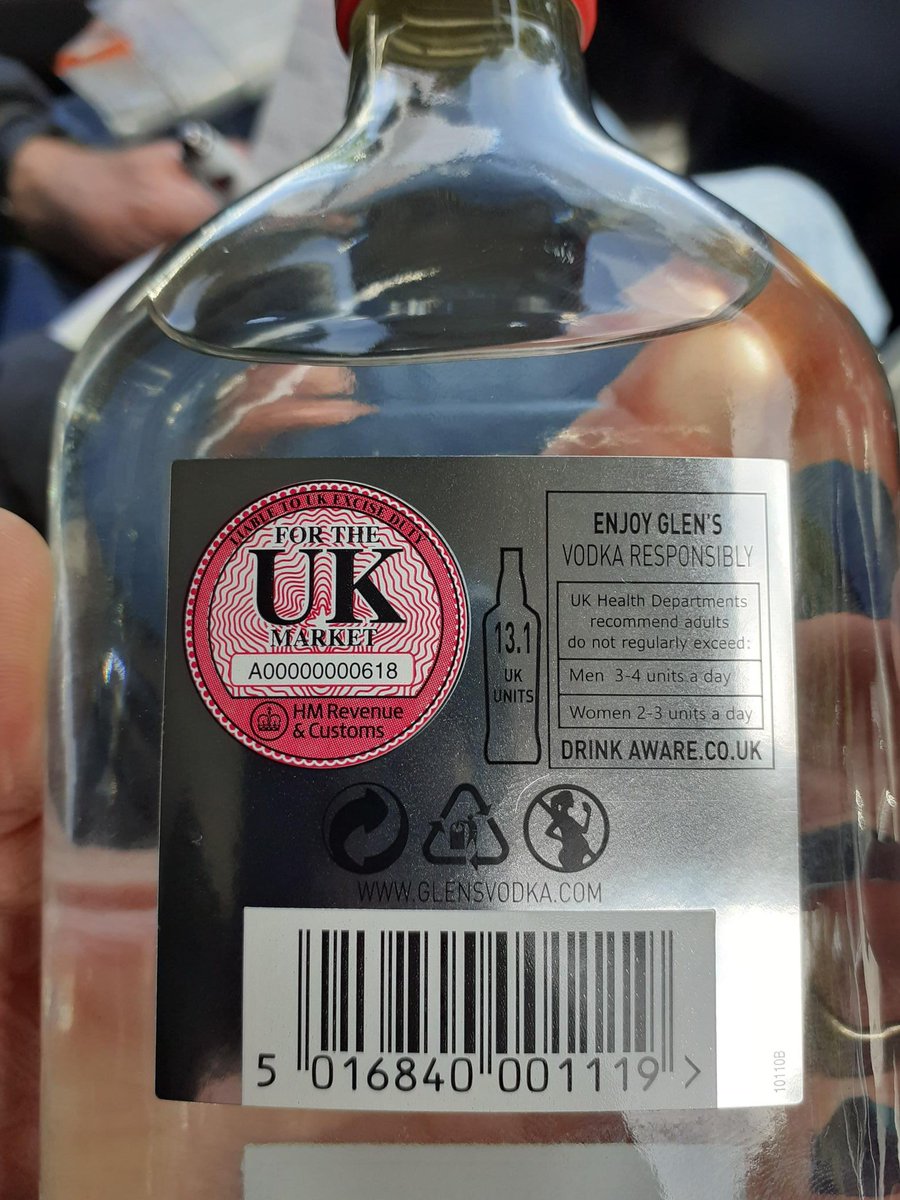 LIABLE TO UK EXCISE DUTY
FOR THE
UK
MARKET
A00000000618
HM Revenue
& Customs
13.1
UK
UNITS
ENJOY GLEN'S
VODKA RESPONSIBLY
UK Health Departments
recommend adults
do not regularly exceed:
Men 3-4 units a day
Women 2-3 units a day
DRINK AWARE.CO.UK
WWW.GLENSVODKA.COM
5 016840 001119 >
10110B